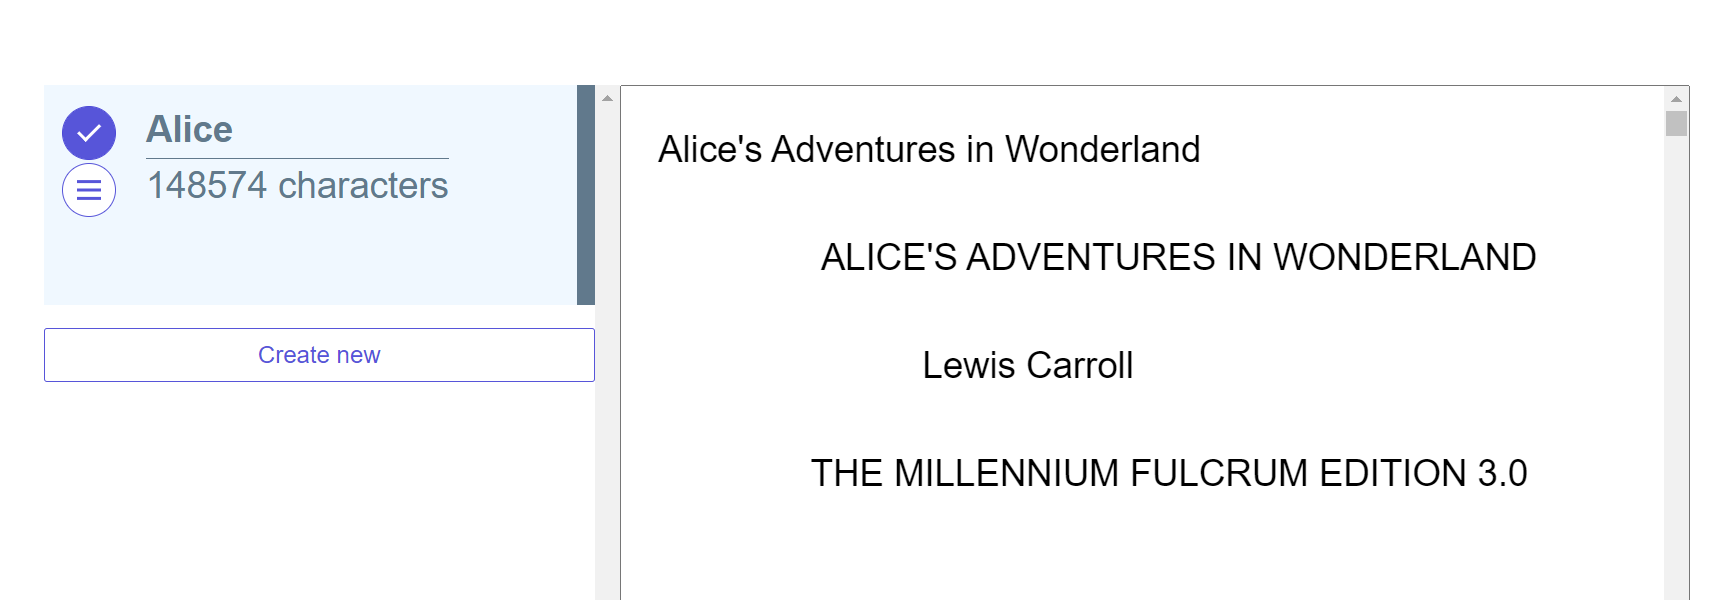 Alice
148574 characters
Create new
Alice's Adventures in Wonderland
ALICE'S ADVENTURES IN WONDERLAND
Lewis Carroll
THE MILLENNIUM FULCRUM EDITION 3.0